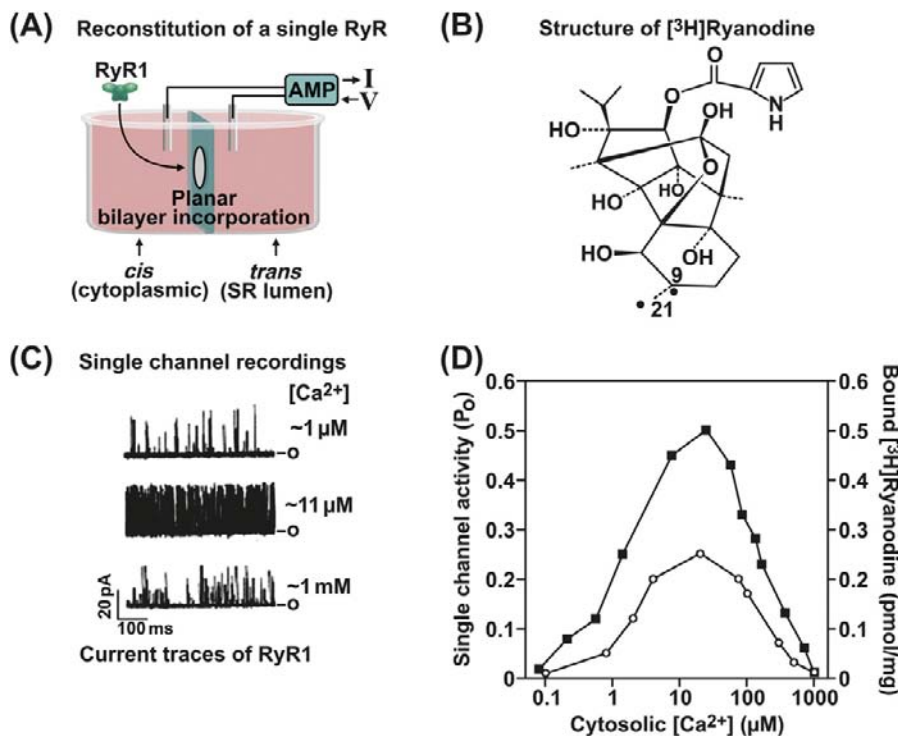 (A) Reconstitution of a single RyR
RyR1
AMP
I
V
Planar
bilayer incorporation
cis
(cytoplasmic)
trans
(SR lumen)
(B) Structure of [³H]Ryanodine
O
O
N
H
OH
HO
O
HO
HO
HO
OH
9
21
(C) Single channel recordings
[Ca²⁺]
~1 µM
o
~11 µM
o
~1 mM
o
20 pA
100 ms
Current traces of RyR1
(D)
Single channel activity (Pₒ)
0.6
0.5
0.4
0.3
0.2
0.1
0
0.1 1 10 100 1000
Cytosolic [Ca²⁺] (µM)
0.6
0.5
0.4
0.3
0.2
0.1
0
Bound [³H]Ryanodine (pmol/mg)